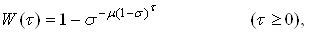 W(τ) = 1 − σ^{−μ(1−σ)τ} (τ ≥ 0),